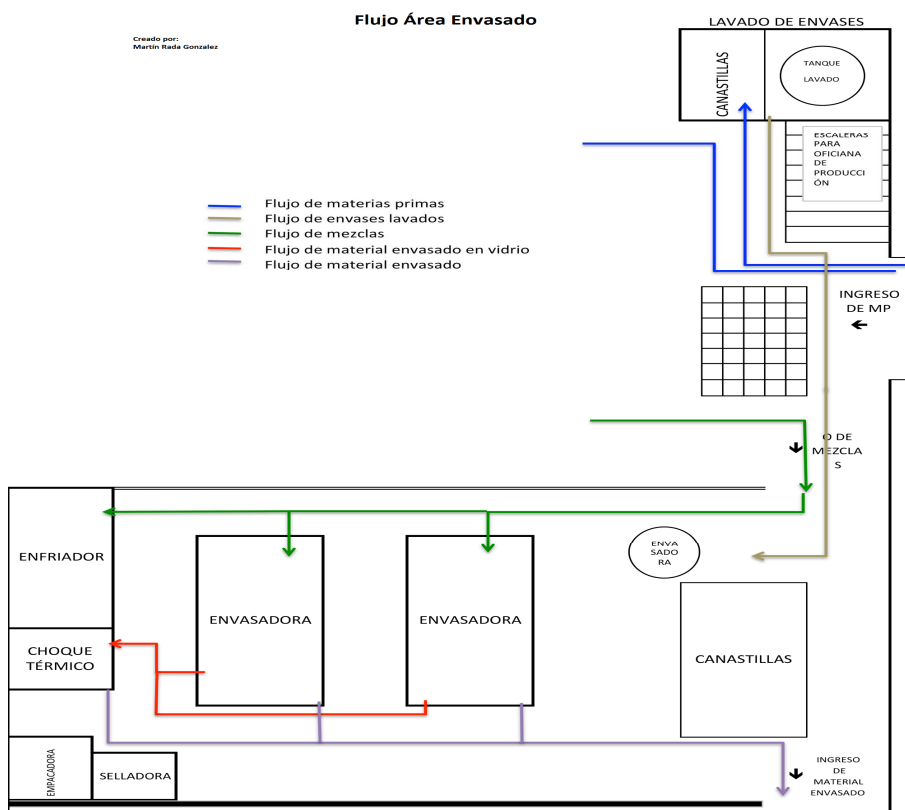 Flujo Área Envasado
Creado por:
Martín Rada Gonzalez
LAVADO DE ENVASES
CANASTILLAS
TANQUE
LAVADO
ESCALERAS
PARA
OFICIANA
DE
PRODUCCI
ÓN
Flujo de materias primas
Flujo de envases lavados
Flujo de mezclas
Flujo de material envasado en vidrio
Flujo de material envasado
INGRESO
DE MP
O DE
MEZCLA
S
ENFRIADOR
ENVASADORA
ENVASADORA
ENVA
SADO
RA
CHOQUE
TÉRMICO
CANASTILLAS
EMPACADORA
SELLADORA
INGRESO
DE
MATERIAL
ENVASADO